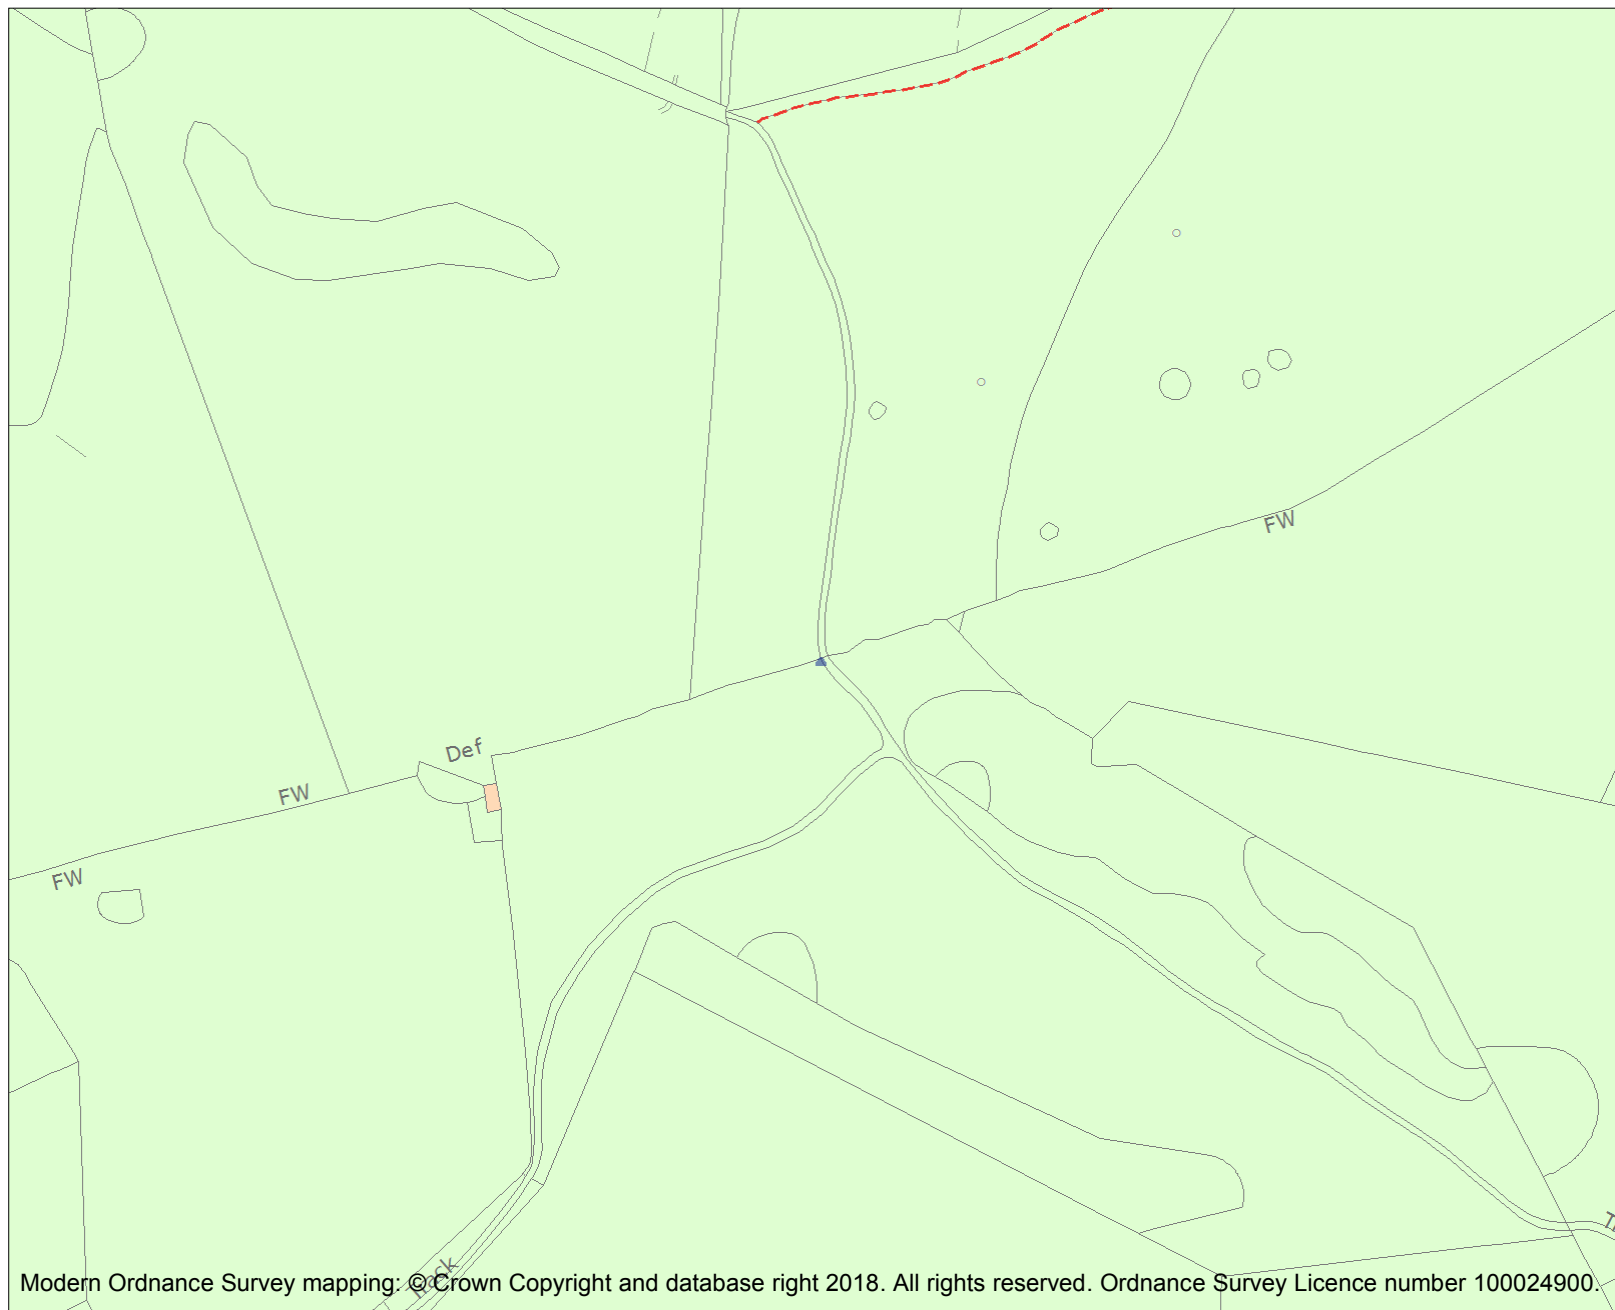 FW
Def
FW
FW
Track
Modern Ordnance Survey mapping: © Crown Copyright and database right 2018. All rights reserved. Ordnance Survey Licence number 100024900.